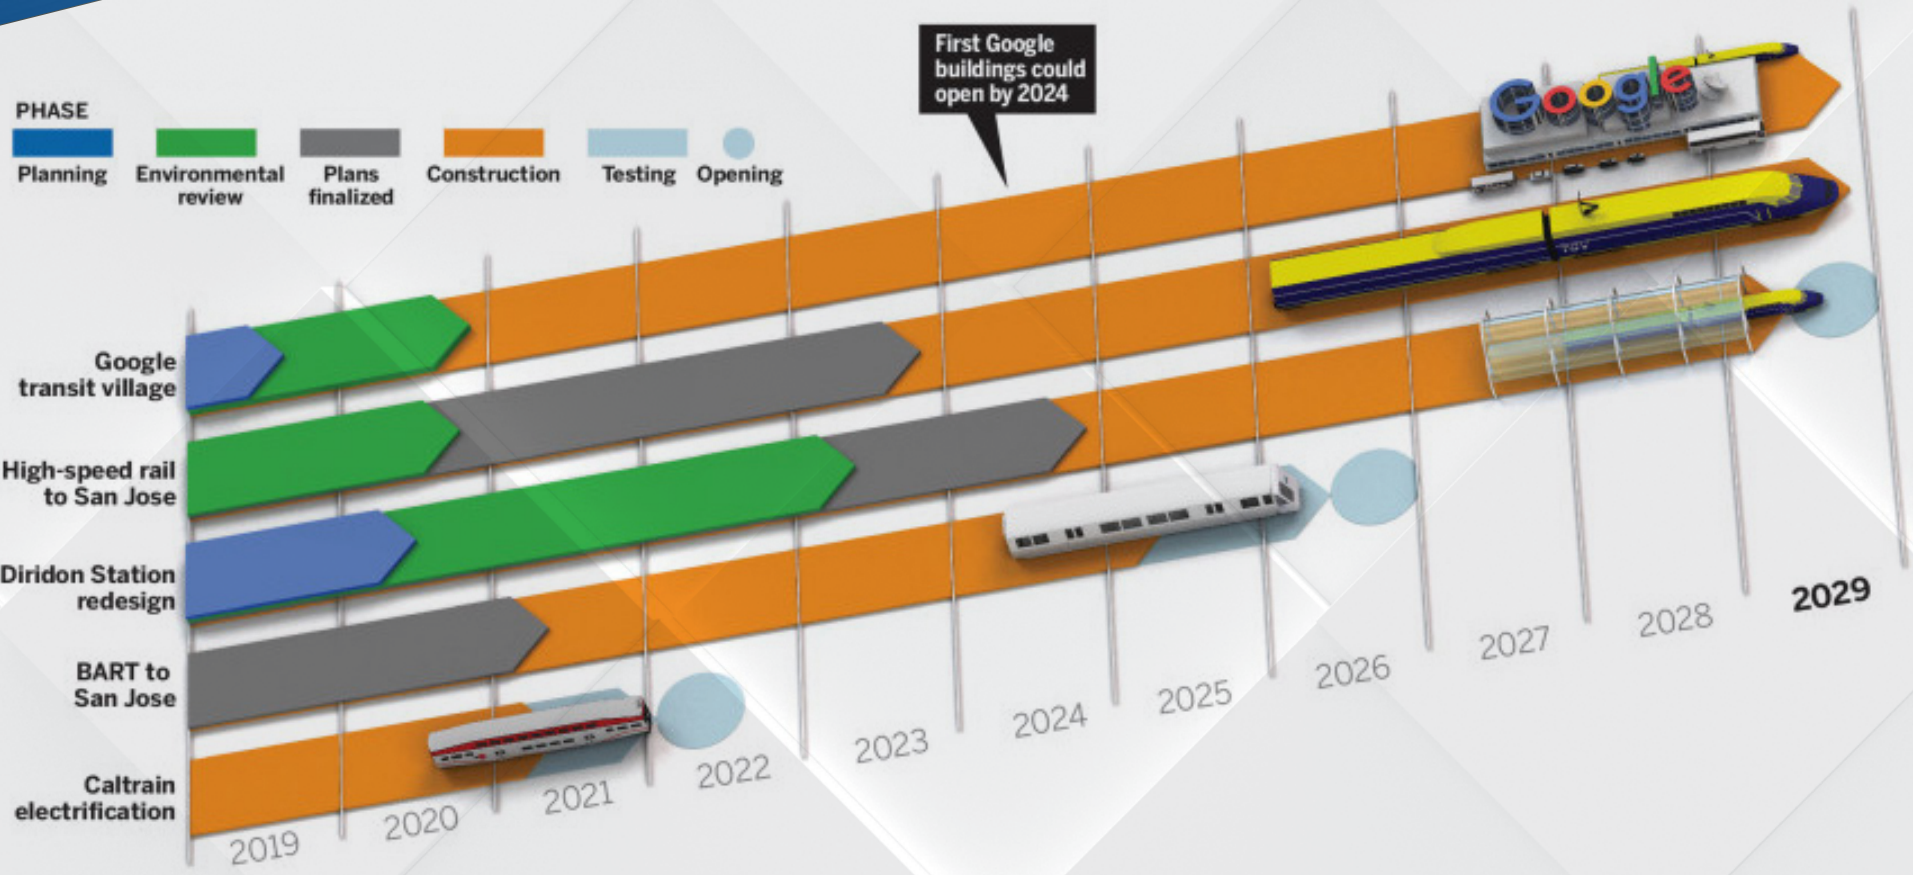 First Google
buildings could
open by 2024
PHASE
Planning
Environmental
review
Plans
finalized
Construction
Testing
Opening
Google
Google
transit village
High-speed rail
to San Jose
Diridon Station
redesign
BART to
San Jose
Caltrain
electrification
2019
2020
2021
2022
2023
2024
2025
2026
2027
2028
2029